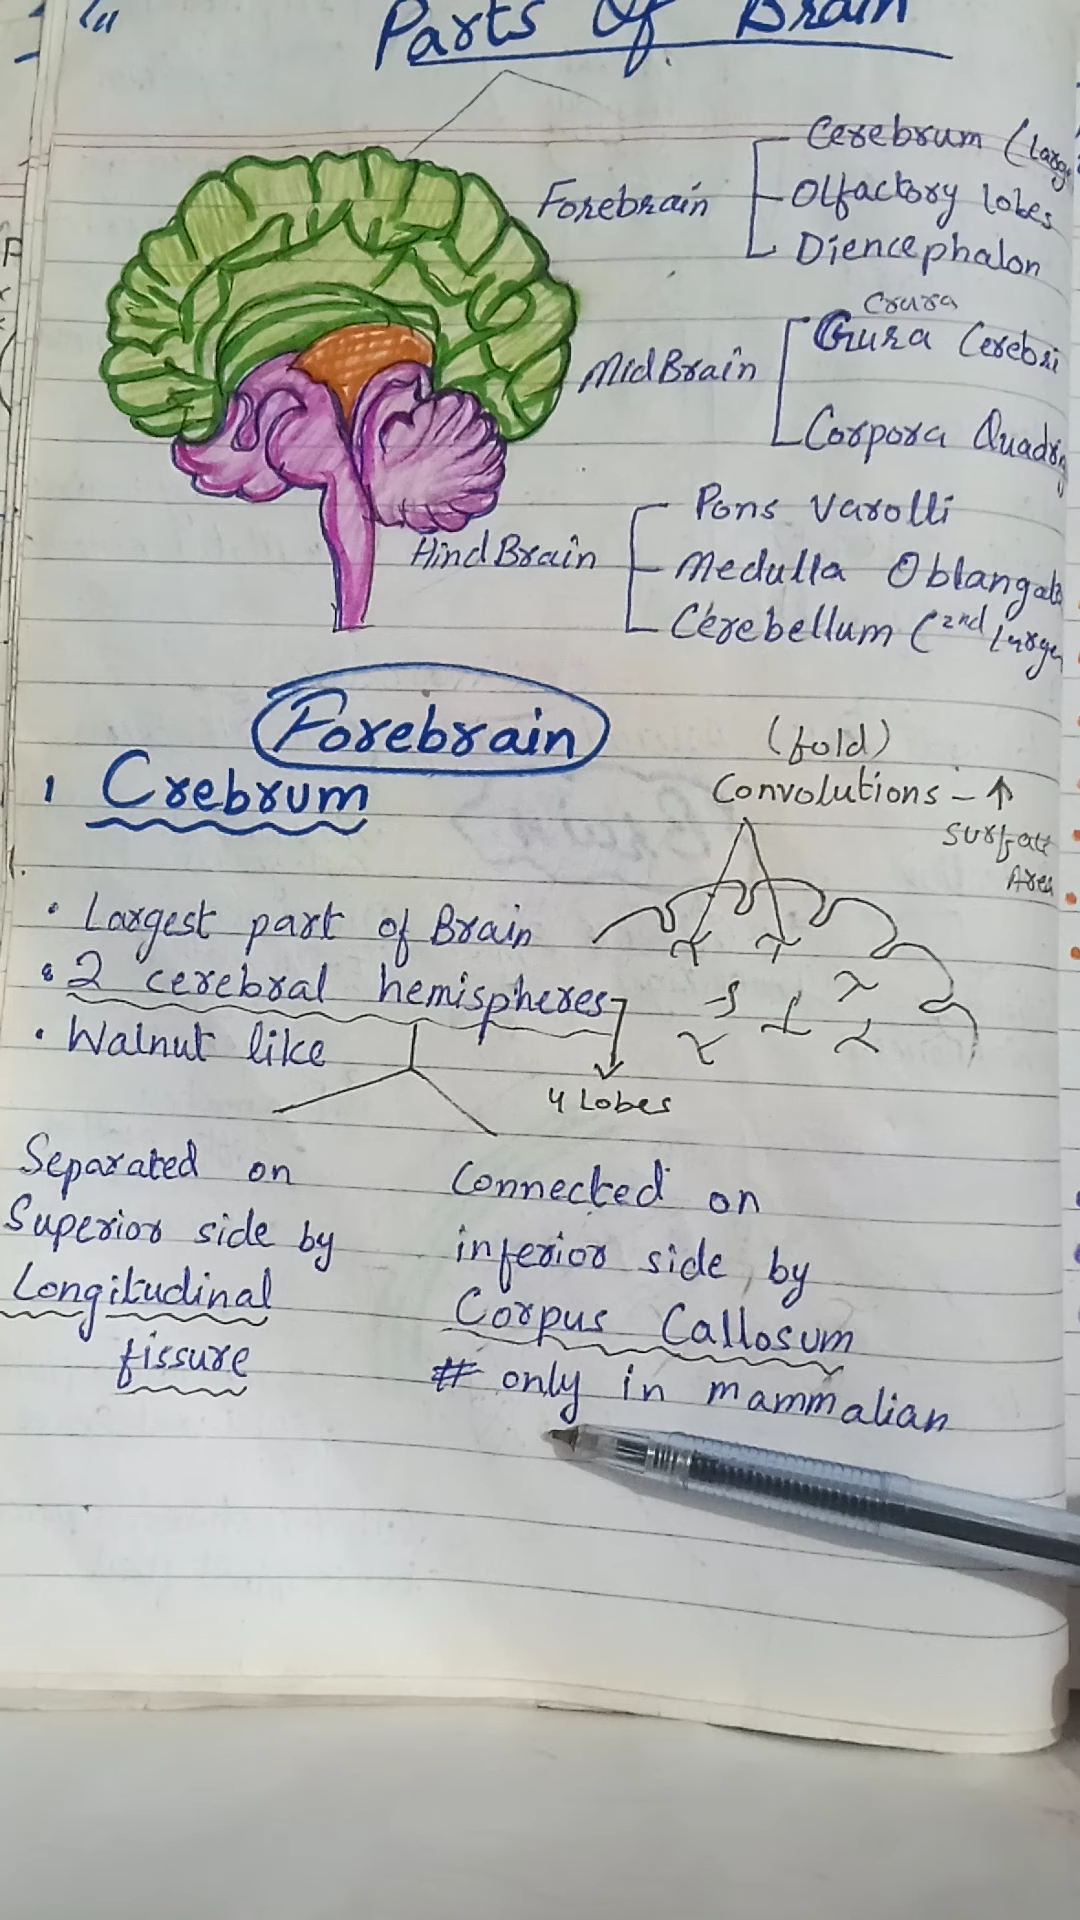 Parts Of Brain
Forebrain
Cerebrum (Larg
Olfactory lobes
Diencephalon
MidBrain
Crura
Crura Cerebri
Corpora Quadri
HindBrain
Pons Varolli
Medulla Oblangata
Cerebellum (2nd larger
Forebrain
1 Crebrum
(fold)
Convolutions - ↑
Surface
Area
• Largest part of Brain
• 2 cerebral hemispheres
• Walnut like
4 Lobes
Separated on
Superior side by
Longitudinal
fissure
Connected on
inferior side by
Corpus Callosum
# only in mammalian